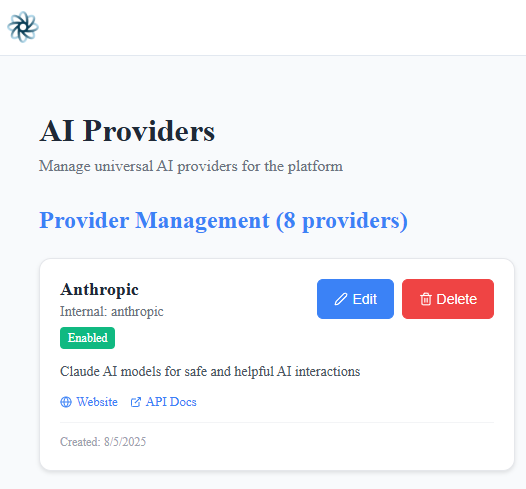 AI Providers
Manage universal AI providers for the platform
Provider Management (8 providers)
Anthropic
Edit
Delete
Internal: anthropic
Enabled
Claude AI models for safe and helpful AI interactions
Website
API Docs
Created: 8/5/2025